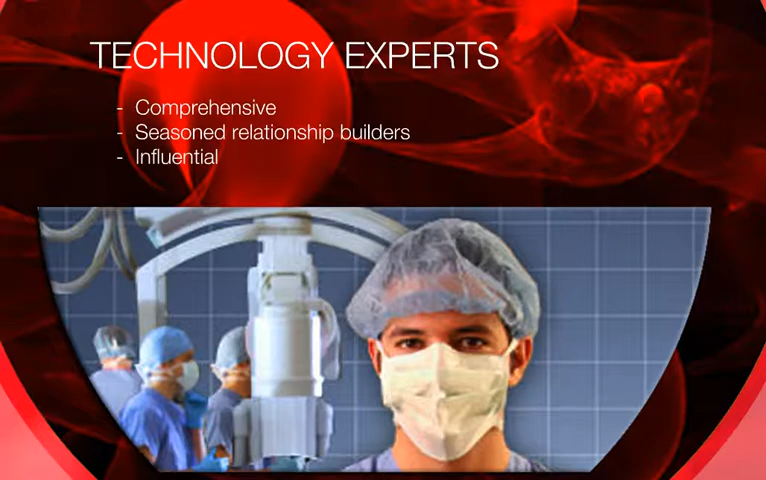 TECHNOLOGY EXPERTS
- Comprehensive
- Seasoned relationship builders
- Influential